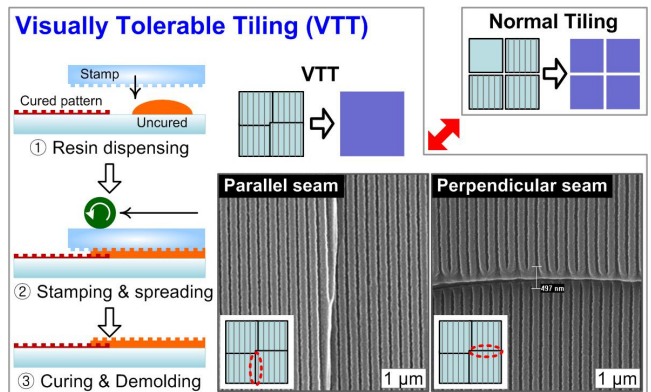 Visually Tolerable Tiling (VTT)
Normal Tiling
Stamp
Cured pattern
Uncured
① Resin dispensing
VTT
② Stamping & spreading
③ Curing & Demolding
Parallel seam
1 μm
Perpendicular seam
497 nm
1 μm